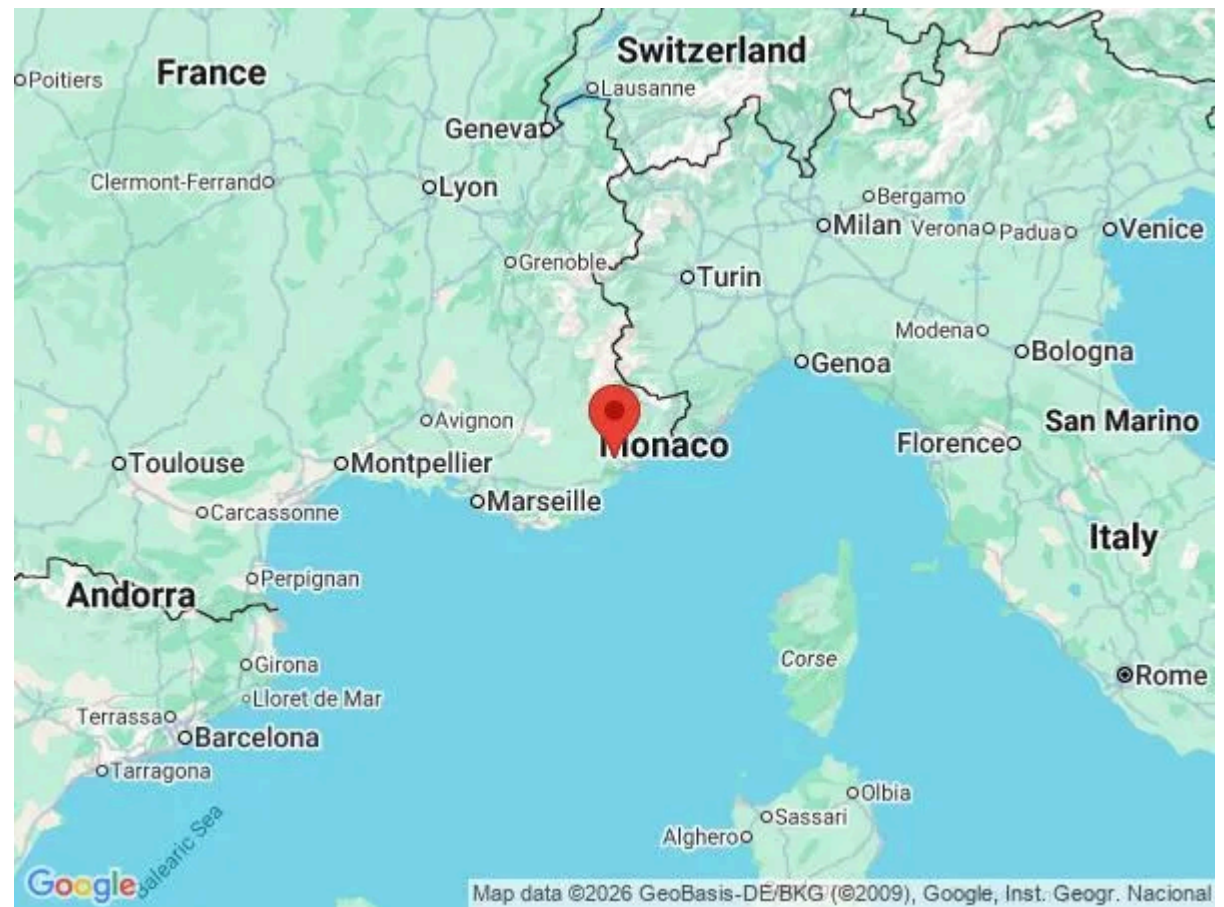 Switzerland
France
Poitiers
Lausanne
Geneva
Clermont-Ferrand
Lyon
Bergamo
Milan
Verona
Padua
Venice
Grenoble
Turin
Modena
Genoa
Bologna
Avignon
San Marino
Monaco
Florence
Toulouse
Montpellier
Marseille
Carcassonne
Italy
Perpignan
Andorra
Corse
Girona
Rome
Lloret de Mar
Terrassa
Barcelona
Tarragona
Olbia
Sassari
Alghero
Balearic Sea
Google
Map data ©2026 GeoBasis-DE/BKG (©2009), Google, Inst. Geogr. Nacional